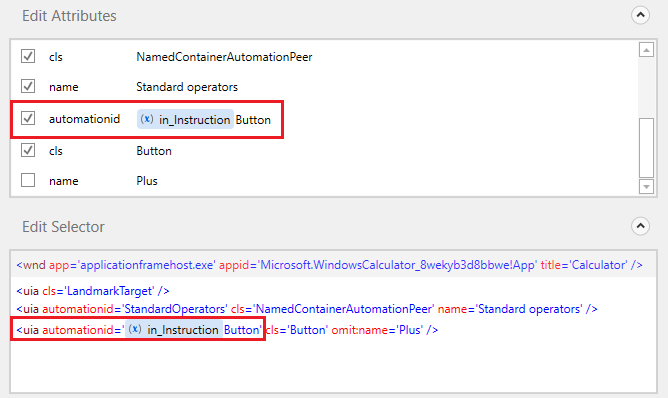 Edit Attributes
cls NamedContainerAutomationPeer
name Standard operators
automationid (x) in_Instruction Button
cls Button
name Plus
Edit Selector
<wnd app='applicationframehost.exe' appid='Microsoft.WindowsCalculator_8wekyb3d8bbwe!App' title='Calculator' />
<uia cls='LandmarkTarget' />
<uia automationid='StandardOperators' cls='NamedContainerAutomationPeer' name='Standard operators' />
<uia automationid=' (x) in_Instruction Button' cls='Button' omit:name='Plus' />